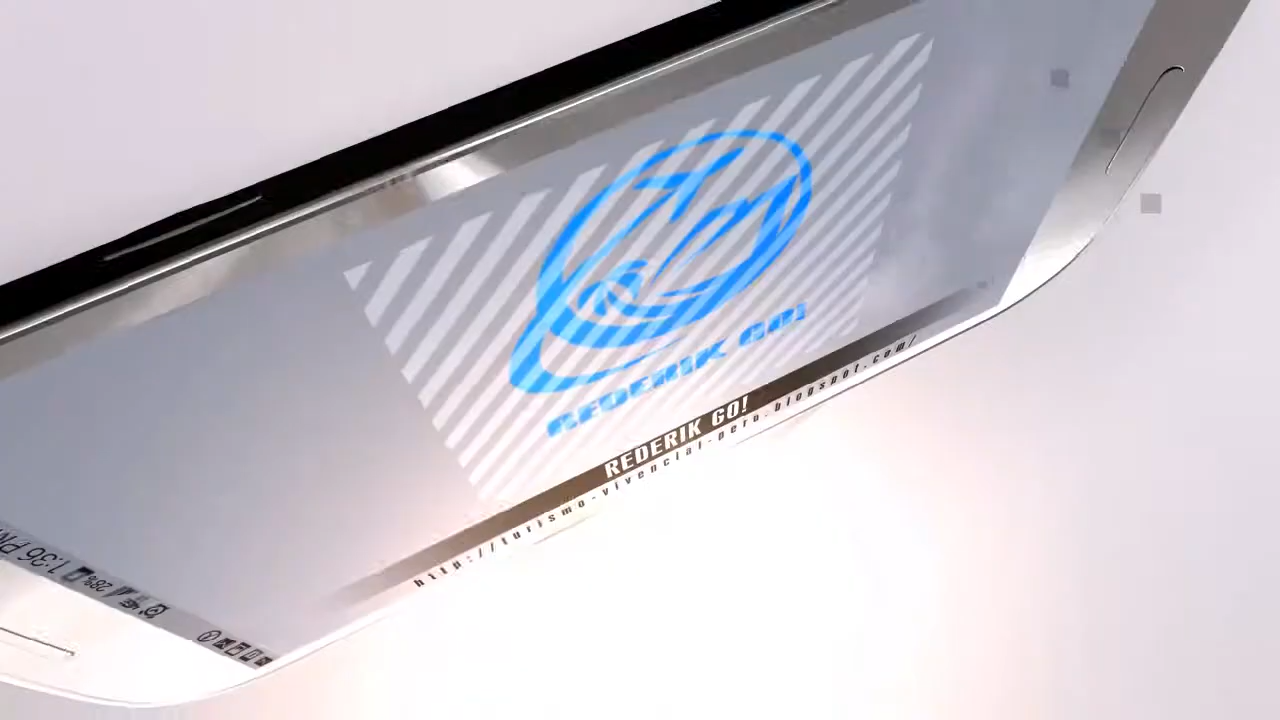 REDERIK GO!
REDERIK GO!
http://turismo-vivencial-peru.blogspot.com/
1:36 PM
28%